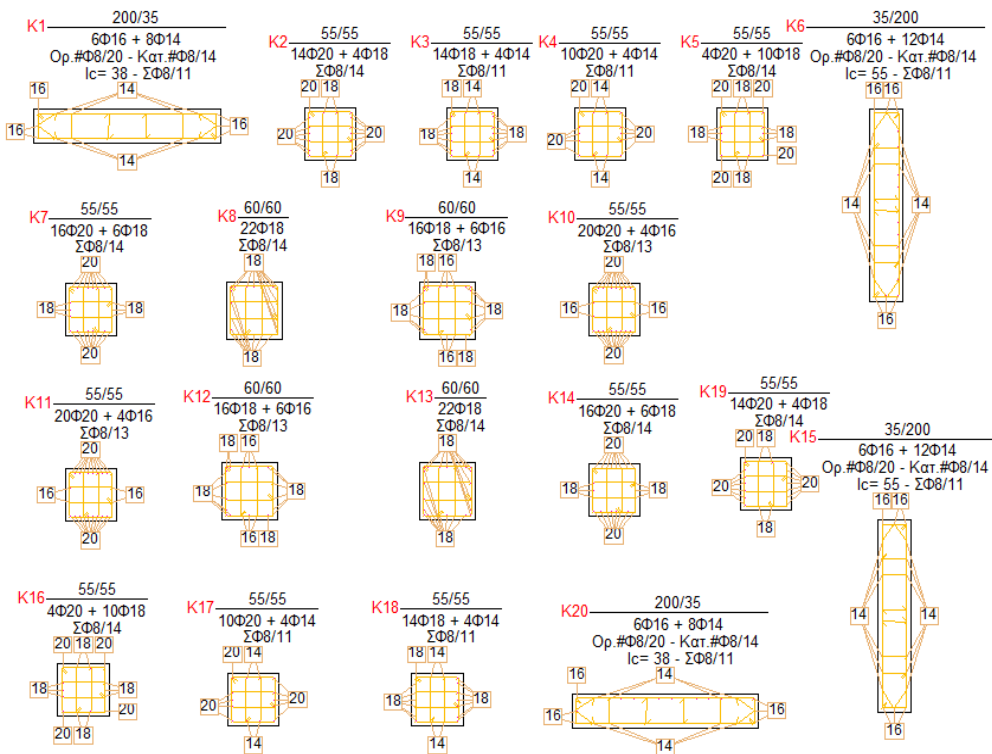 K1 200/35
6Φ16 + 8Φ14
Ορ.#Φ8/20 - Κατ.#Φ8/14
lc= 38 - ΣΦ8/11
16 14
16 16
14
K2 55/55
14Φ20 + 4Φ18
ΣΦ8/14
20 18
20 20
18
K3 55/55
14Φ18 + 4Φ14
ΣΦ8/11
18 14
18 18
14
K4 55/55
10Φ20 + 4Φ14
ΣΦ8/11
20 14
20 20
14
K5 55/55
4Φ20 + 10Φ18
ΣΦ8/14
20 18 20
18 18
20
20 18
K6 35/200
6Φ16 + 12Φ14
Ορ.#Φ8/20 - Κατ.#Φ8/14
lc= 55 - ΣΦ8/11
16 16
14 14
16
K7 55/55
16Φ20 + 6Φ18
ΣΦ8/14
20
18 18
20
K8 60/60
22Φ18
ΣΦ8/14
18
18
K9 60/60
16Φ18 + 6Φ16
ΣΦ8/13
18 16
18 18
16 18
K10 55/55
20Φ20 + 4Φ16
ΣΦ8/13
20
16 16
20
K11 55/55
20Φ20 + 4Φ16
ΣΦ8/13
20
16 16
20
K12 60/60
16Φ18 + 6Φ16
ΣΦ8/13
18 16
18 18
16 18
K13 60/60
22Φ18
ΣΦ8/14
18
18
K14 55/55
16Φ20 + 6Φ18
ΣΦ8/14
20
18 18
20
K19 55/55
14Φ20 + 4Φ18
ΣΦ8/14
20 18
20 20
18
K15 35/200
6Φ16 + 12Φ14
Ορ.#Φ8/20 - Κατ.#Φ8/14
lc= 55 - ΣΦ8/11
16 16
14 14
16
K16 55/55
4Φ20 + 10Φ18
ΣΦ8/14
20 18 20
18 18
20
20 18
K17 55/55
10Φ20 + 4Φ14
ΣΦ8/11
20 14
20 20
14
K18 55/55
14Φ18 + 4Φ14
ΣΦ8/11
18 14
18 18
14
K20 200/35
6Φ16 + 8Φ14
Ορ.#Φ8/20 - Κατ.#Φ8/14
lc= 38 - ΣΦ8/11
16 14
16 16
14